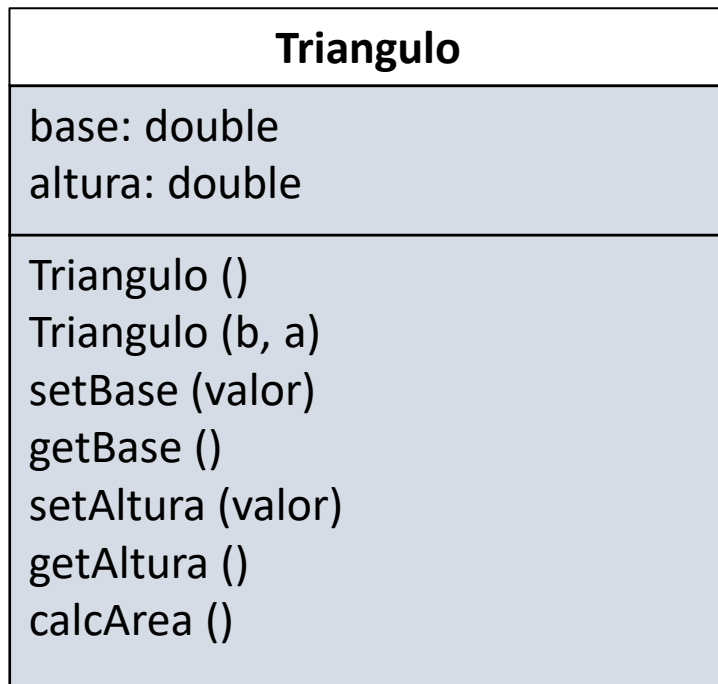 Triangulo
base: double
altura: double
Triangulo ()
Triangulo (b, a)
setBase (valor)
getBase ()
setAltura (valor)
getAltura ()
calcArea ()